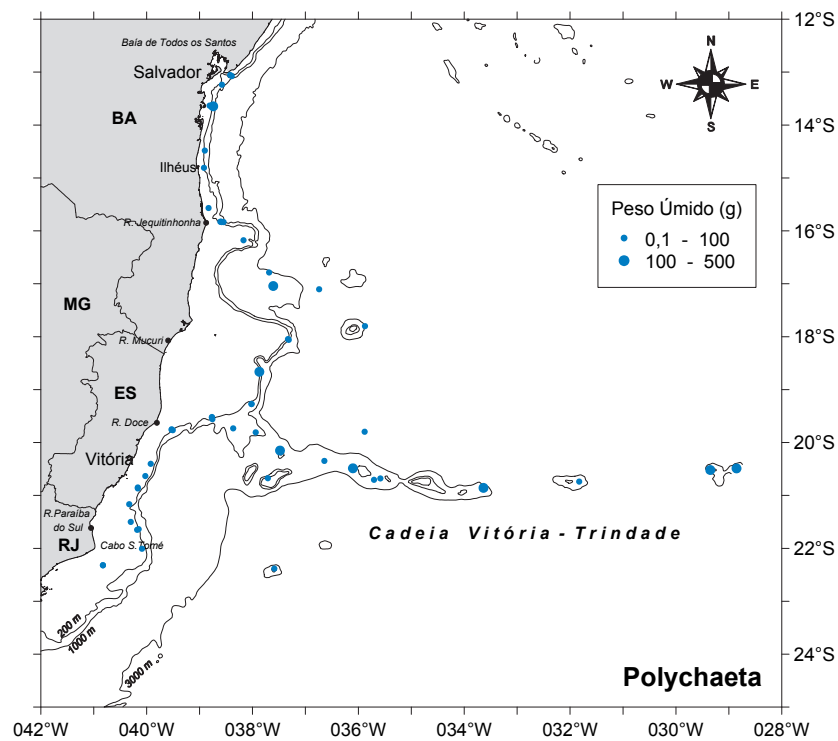 12°S
Baía de Todos os Santos
N
Salvador
W
E
S
BA
14°S
Ilhéus
Peso Úmido (g)
R. Jequitinhonha
16°S
0,1 - 100
100 - 500
MG
R. Mucuri
18°S
ES
R. Doce
Vitória
20°S
R.Paraíba
do Sul
RJ
Cabo S.Tomé
Cadeia Vitória - Trindade
22°S
200 m
1000 m
3000 m
24°S
Polychaeta
042°W 040°W 038°W 036°W 034°W 032°W 030°W 028°W